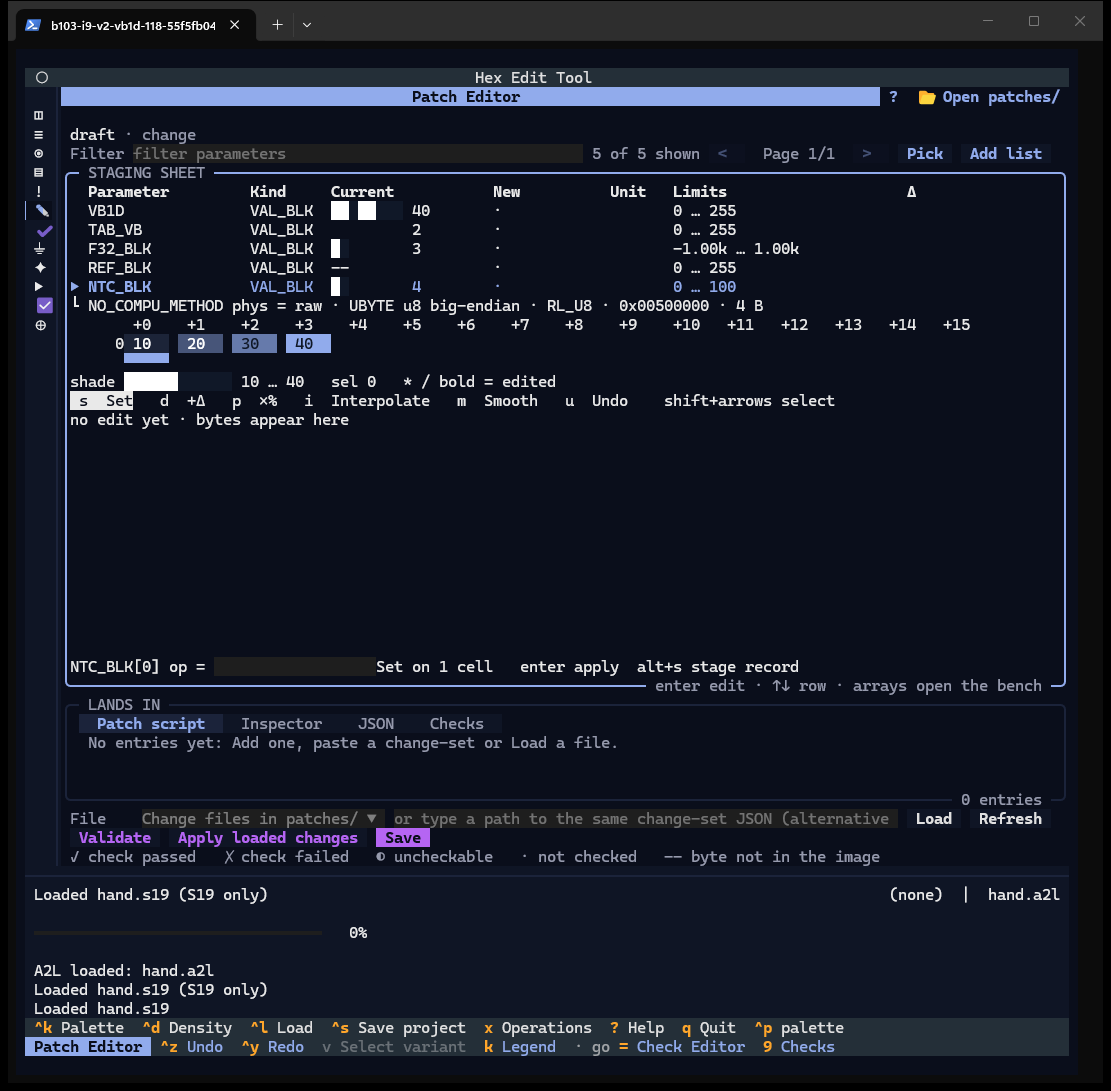 b103-i9-v2-vb1d-118-55f5fb04
Hex Edit Tool
Patch Editor ? Open patches/
draft · change
Filter filter parameters 5 of 5 shown < Page 1/1 > Pick Add list
STAGING SHEET
Parameter Kind Current New Unit Limits Δ
VB1D VAL_BLK 40 · 0 … 255
TAB_VB VAL_BLK 2 · 0 … 255
F32_BLK VAL_BLK 3 · −1.00k … 1.00k
REF_BLK VAL_BLK —— · 0 … 255
▶ NTC_BLK VAL_BLK 4 · 0 … 100
└ NO_COMPU_METHOD phys = raw · UBYTE u8 big-endian · RL_U8 · 0x00500000 · 4 B
+0 +1 +2 +3 +4 +5 +6 +7 +8 +9 +10 +11 +12 +13 +14 +15
0 10 20 30 40
shade 10 … 40 sel 0 * / bold = edited
s Set d +Δ p ×% i Interpolate m Smooth u Undo shift+arrows select
no edit yet · bytes appear here
NTC_BLK[0] op = Set on 1 cell enter apply alt+s stage record
enter edit · ↑↓ row · arrays open the bench
LANDS IN
Patch script Inspector JSON Checks
No entries yet: Add one, paste a change-set or Load a file.
0 entries
File Change files in patches/ ▼ or type a path to the same change-set JSON (alternative Load Refresh
Validate Apply loaded changes Save
✓ check passed ✗ check failed ◐ uncheckable · not checked —— byte not in the image
Loaded hand.s19 (S19 only) (none) | hand.a2l
0%
A2L loaded: hand.a2l
Loaded hand.s19 (S19 only)
Loaded hand.s19
^k Palette ^d Density ^l Load ^s Save project x Operations ? Help q Quit ^p palette
Patch Editor ^z Undo ^y Redo v Select variant k Legend · go = Check Editor 9 Checks